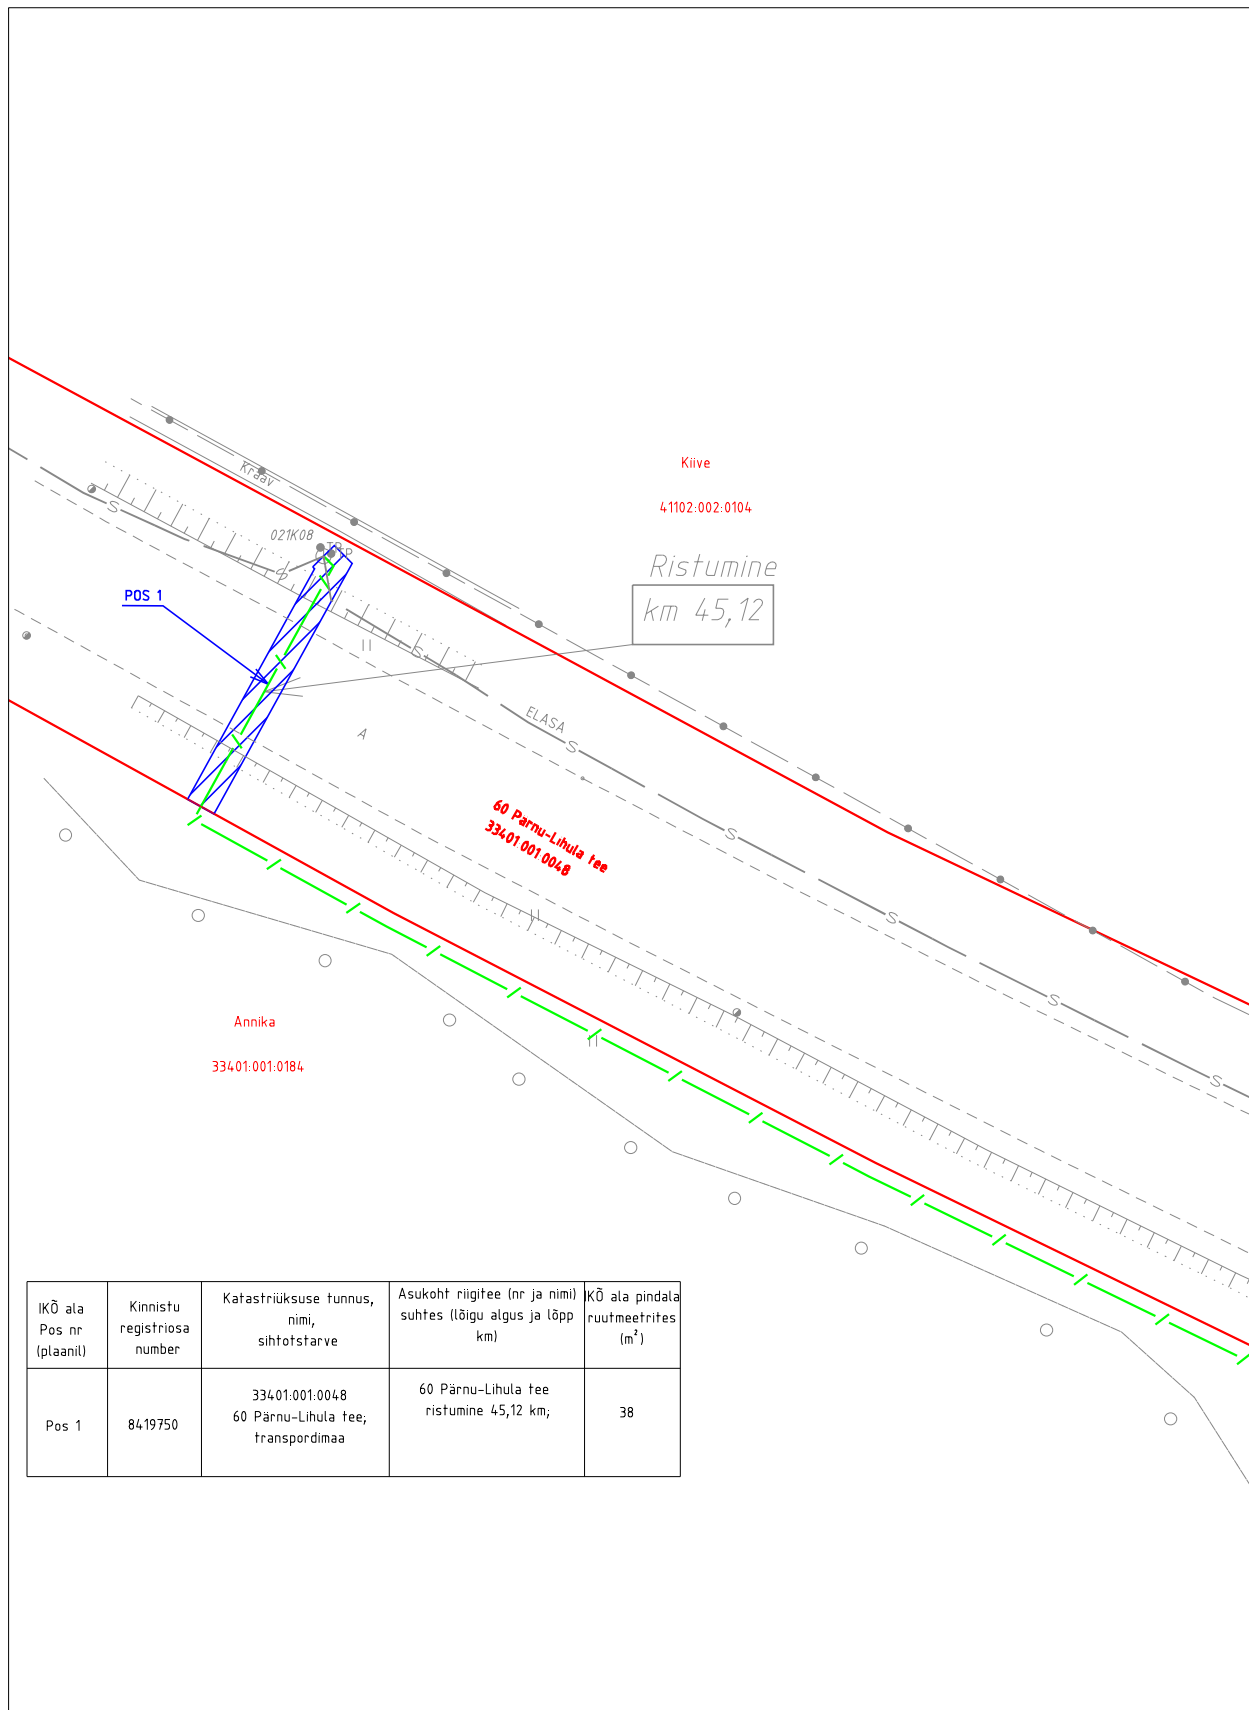 Kiive
41102:002:0104
Kraav
021K08
Ristumine
km 45,12
POS 1
ELASA
A
60 Pärnu-Lihula tee
33401:001:0048
Annika
33401:001:0184
IKÕ ala
Pos nr
(plaanil)
Kinnistu
registriosa
number
Katastriüksuse tunnus,
nimi,
sihtotstarve
Asukoht riigitee (nr ja nimi)
suhtes (lõigu algus ja lõpp
km)
IKÕ ala pindala
ruutmeetrites
(m²)
Pos 1
8419750
33401:001:0048
60 Pärnu-Lihula tee;
transpordimaa
60 Pärnu-Lihula tee
ristumine 45,12 km;
38